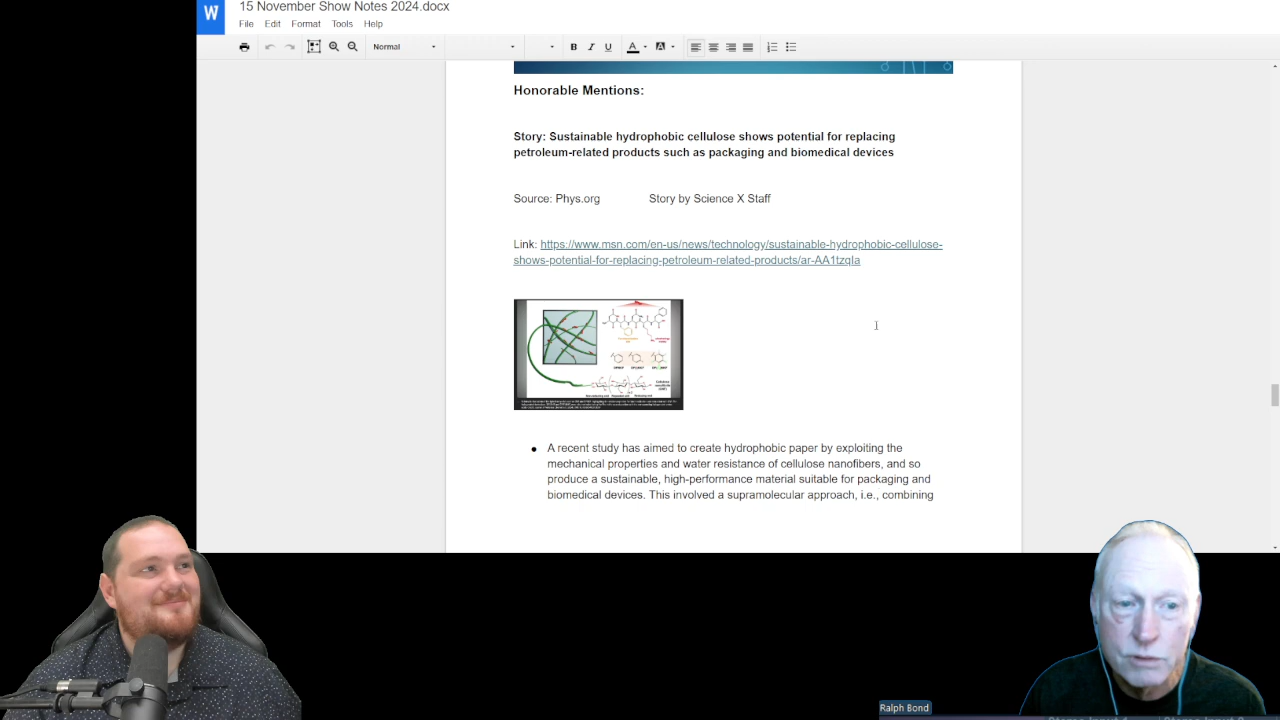 W
15 November Show Notes 2024.docx
File Edit Format Tools Help
Normal
B I U A A
Honorable Mentions:
Story: Sustainable hydrophobic cellulose shows potential for replacing
petroleum-related products such as packaging and biomedical devices
Source: Phys.org Story by Science X Staff
Link: https://www.msn.com/en-us/news/technology/sustainable-hydrophobic-cellulose-
shows-potential-for-replacing-petroleum-related-products/ar-AA1tzqIa
• A recent study has aimed to create hydrophobic paper by exploiting the
mechanical properties and water resistance of cellulose nanofibers, and so
produce a sustainable, high-performance material suitable for packaging and
biomedical devices. This involved a supramolecular approach, i.e., combining
Ralph Bond